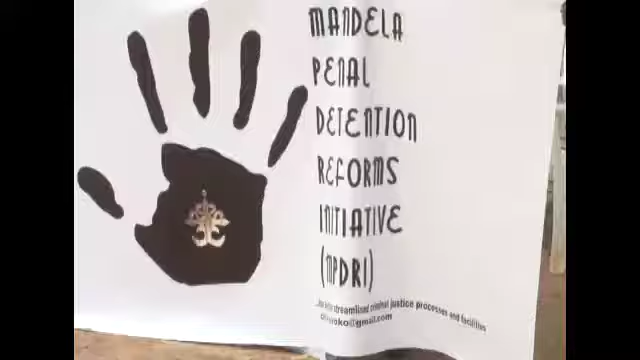 MANDELA
PENAL
DETENTION
REFORMS
INITIATIVE
(MPDRI)
streamlined criminal justice processes and facilities